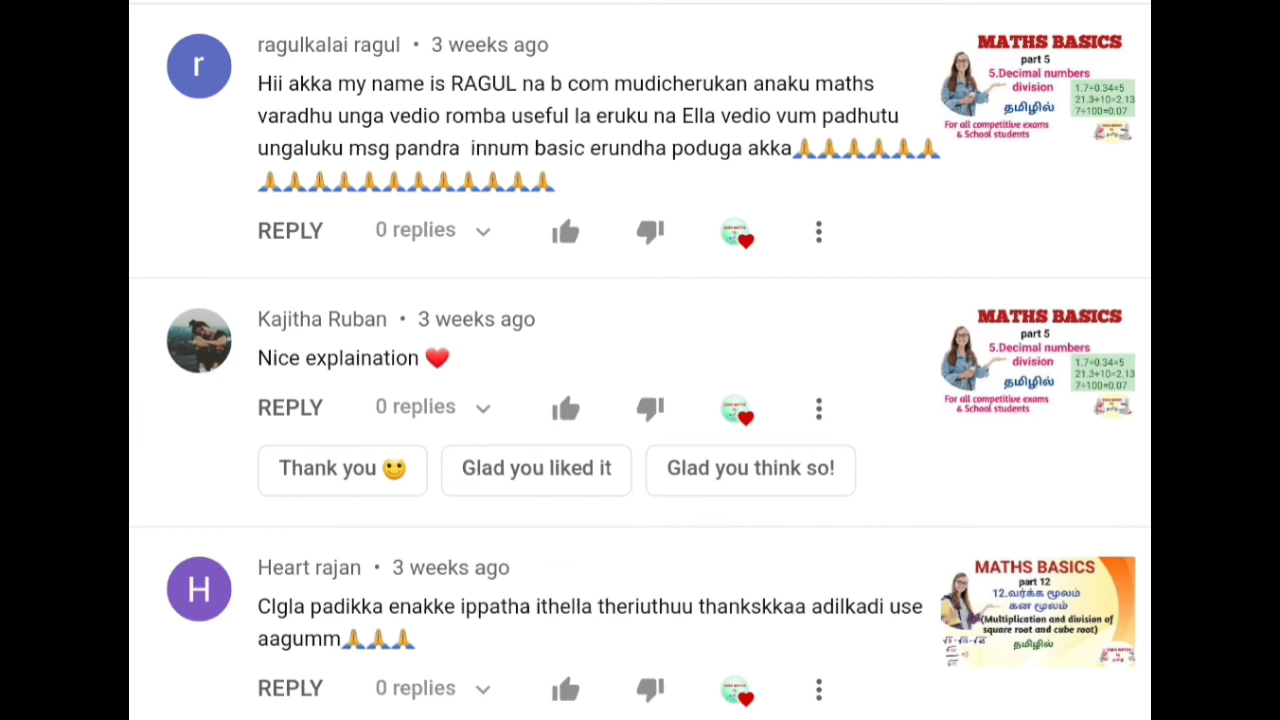 ragulkalai ragul • 3 weeks ago
Hii akka my name is RAGUL na b com mudicherukan anaku maths
varadhu unga vedio romba useful la eruku na Ella vedio vum padhutu
ungaluku msg pandra innum basic erundha poduga akka🙏🙏🙏🙏🙏🙏
🙏🙏🙏🙏🙏🙏🙏🙏🙏🙏🙏🙏
REPLY 0 replies
MATHS BASICS
part 5
5.Decimal numbers
division
தமிழில்
1.7÷0.34=5
21.3÷10=2.13
7÷100=0.07
For all competitive exams
& School students
r
Kajitha Ruban • 3 weeks ago
Nice explaination ❤️
REPLY 0 replies
Thank you 🙂 Glad you liked it Glad you think so!
MATHS BASICS
part 5
5.Decimal numbers
division
தமிழில்
1.7÷0.34=5
21.3÷10=2.13
7÷100=0.07
For all competitive exams
& School students
H
Heart rajan • 3 weeks ago
Clgla padikka enakke ippatha ithella theriuthuu thankskkaa adilkadi use
aagumm🙏🙏🙏
REPLY 0 replies
MATHS BASICS
part 12
12.வர்க்க மூலம்
கன மூலம்
(Multiplication and division of
square root and cube root)
தமிழில்